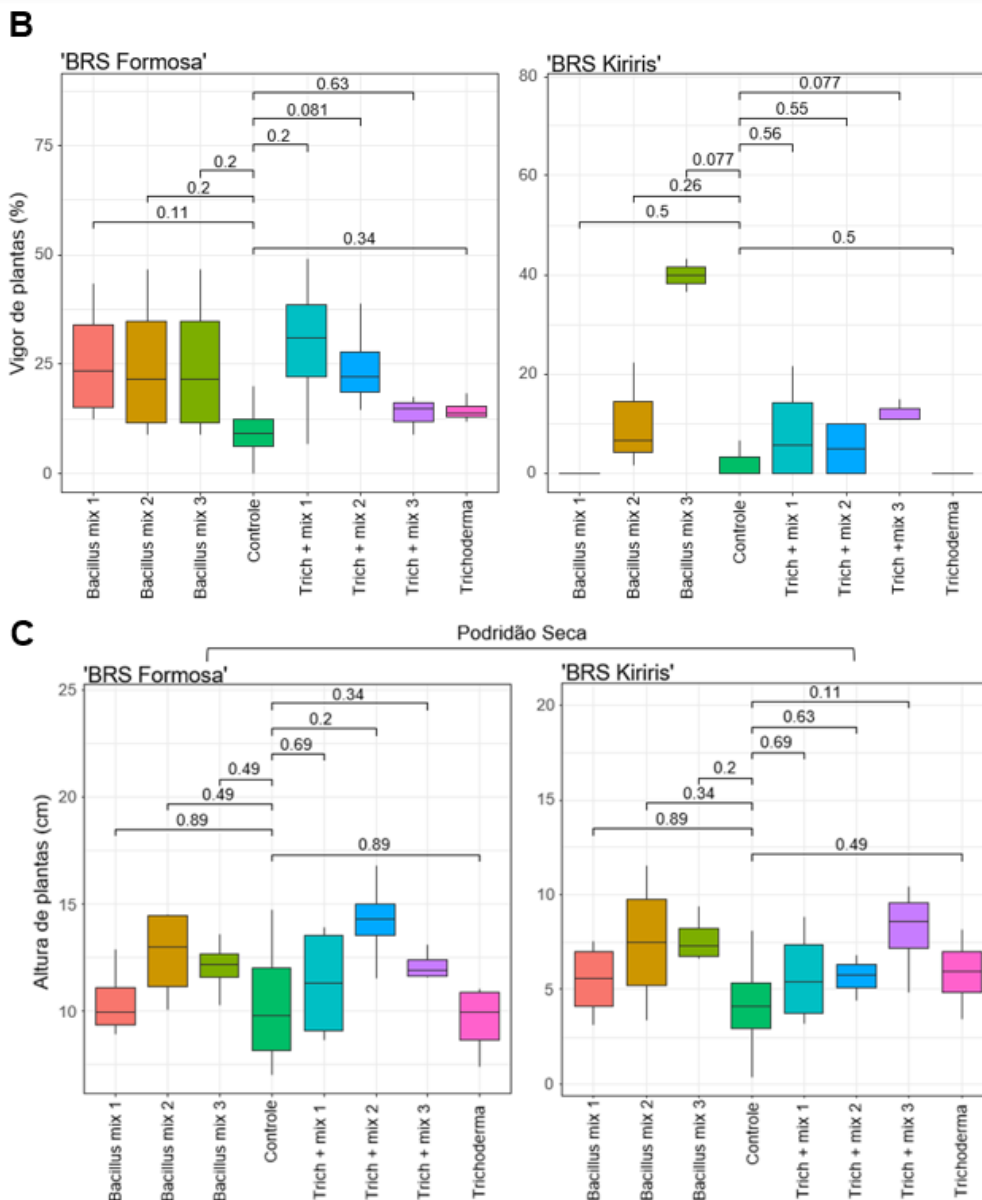 B
'BRS Formosa'
Vigor de plantas (%)
75
50
25
0
0.63
0.081
0.2
0.2
0.2
0.11
0.34
Bacillus mix 1
Bacillus mix 2
Bacillus mix 3
Controle
Trich + mix 1
Trich + mix 2
Trich + mix 3
Trichoderma
'BRS Kiriris'
80
60
40
20
0
0.077
0.55
0.56
0.077
0.26
0.5
0.5
Bacillus mix 1
Bacillus mix 2
Bacillus mix 3
Controle
Trich + mix 1
Trich + mix 2
Trich +mix 3
Trichoderma
C
Podridão Seca
'BRS Formosa'
Altura de plantas (cm)
25
20
15
10
0.34
0.2
0.69
0.49
0.49
0.89
0.89
Bacillus mix 1
Bacillus mix 2
Bacillus mix 3
Controle
Trich + mix 1
Trich + mix 2
Trich + mix 3
Trichoderma
'BRS Kiriris'
20
15
10
5
0
0.11
0.63
0.69
0.2
0.34
0.89
0.49
Bacillus mix 1
Bacillus mix 2
Bacillus mix 3
Controle
Trich + mix 1
Trich + mix 2
Trich + mix 3
Trichoderma